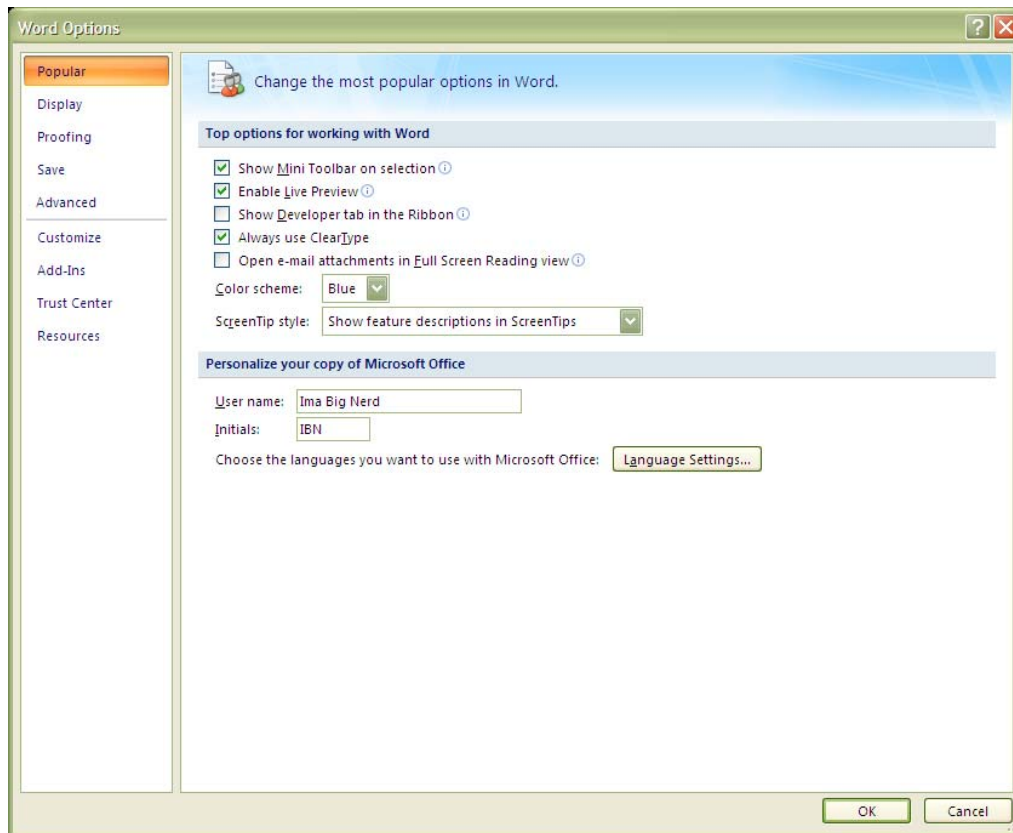 Word Options
Popular
Display
Proofing
Save
Advanced
Customize
Add-Ins
Trust Center
Resources
Change the most popular options in Word.
Top options for working with Word
Show Mini Toolbar on selection
Enable Live Preview
Show Developer tab in the Ribbon
Always use ClearType
Open e-mail attachments in Full Screen Reading view
Color scheme: Blue
ScreenTip style: Show feature descriptions in ScreenTips
Personalize your copy of Microsoft Office
User name: Ima Big Nerd
Initials: IBN
Choose the languages you want to use with Microsoft Office: Language Settings...
OK Cancel